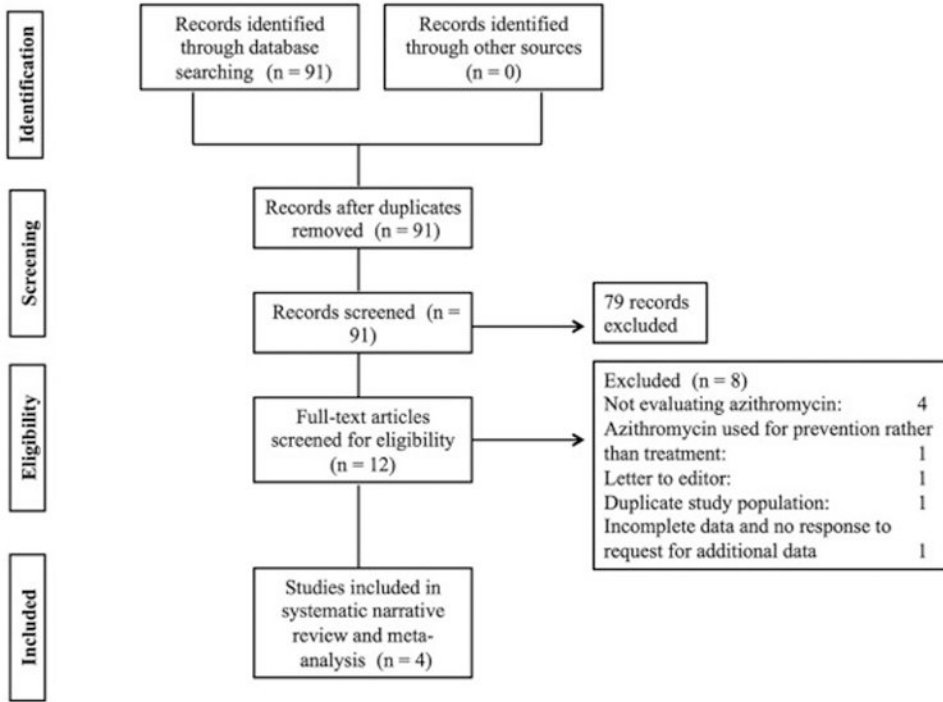 Identification
Records identified
through database
searching (n = 91)
Records identified
through other sources
(n = 0)
Screening
Records after duplicates
removed (n = 91)
Records screened (n =
91)
79 records
excluded
Eligibility
Full-text articles
screened for eligibility
(n = 12)
Excluded (n = 8)
Not evaluating azithromycin: 4
Azithromycin used for prevention rather
than treatment: 1
Letter to editor: 1
Duplicate study population: 1
Incomplete data and no response to
request for additional data 1
Included
Studies included in
systematic narrative
review and meta-
analysis (n = 4)